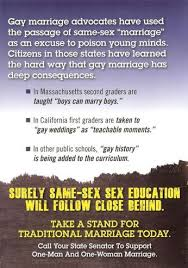 Gay marriage advocates have used
the passage of same-sex "marriage"
as an excuse to poison young minds.
Citizens in those states have learned
the hard way that gay marriage has
deep consequences.
In Massachusetts second graders are
taught "boys can marry boys."
In California first graders are taken to
"gay weddings" as "teachable moments."
In other public schools, "gay history"
is being added to the curriculum.
SURELY SAME-SEX SEX EDUCATION
WILL FOLLOW CLOSE BEHIND.
TAKE A STAND FOR
TRADITIONAL MARRIAGE TODAY.
Call Your State Senator To Support
One-Man And One-Woman Marriage.